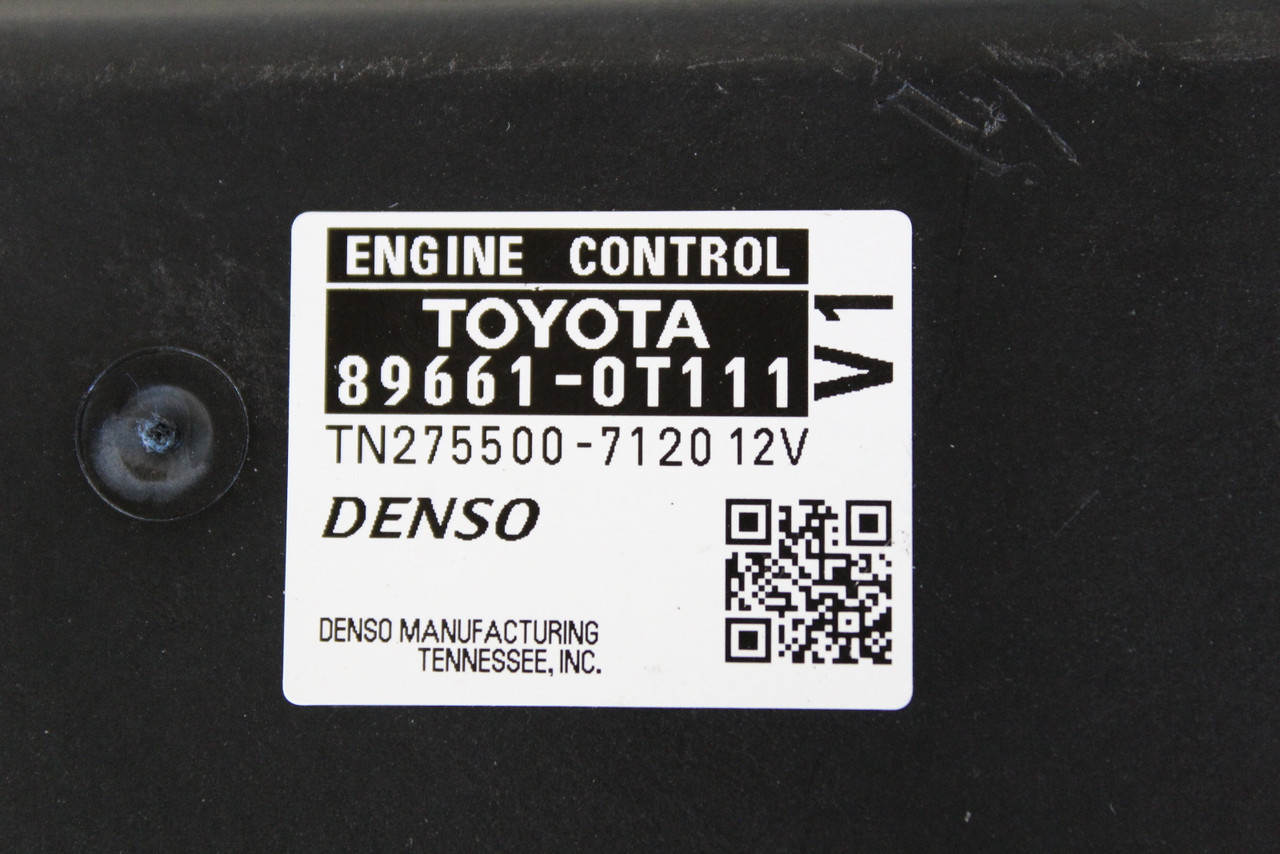 ENGINE CONTROL
TOYOTA
89661-0T111
V1
TN275500-7120 12V
DENSO
DENSO MANUFACTURING
TENNESSEE, INC.